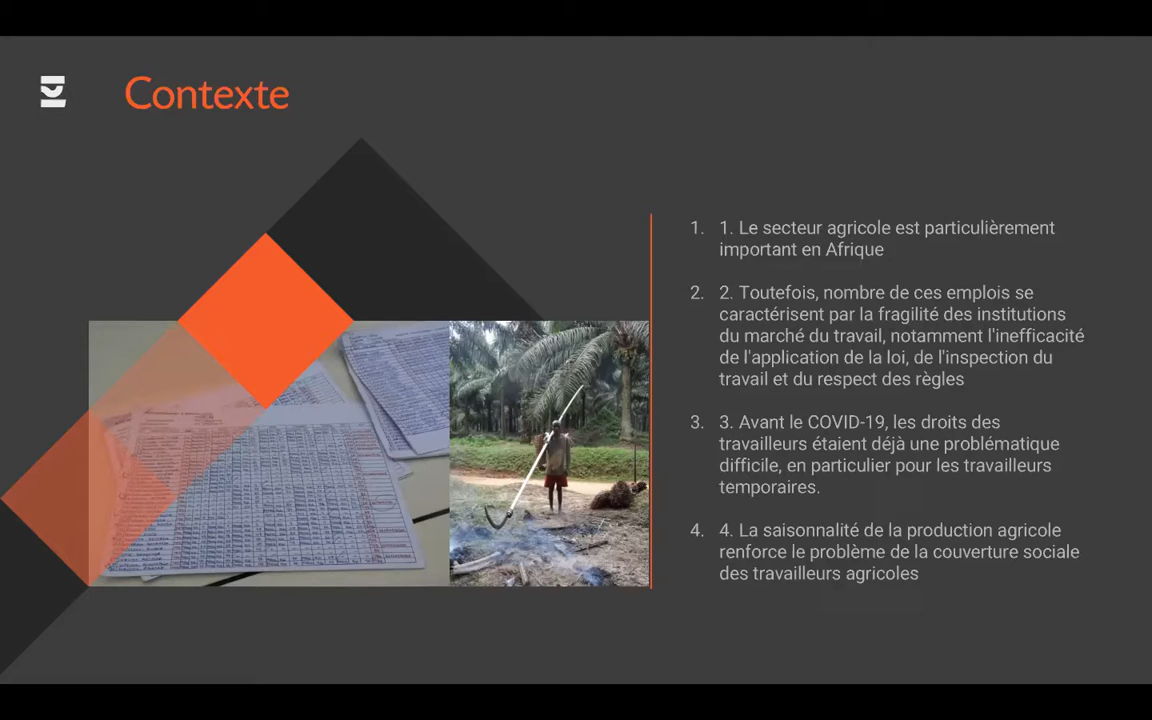 Contexte
1. 1. Le secteur agricole est particulièrement
important en Afrique
2. 2. Toutefois, nombre de ces emplois se
caractérisent par la fragilité des institutions
du marché du travail, notamment l'inefficacité
de l'application de la loi, de l'inspection du
travail et du respect des règles
3. 3. Avant le COVID-19, les droits des
travailleurs étaient déjà une problématique
difficile, en particulier pour les travailleurs
temporaires.
4. 4. La saisonnalité de la production agricole
renforce le problème de la couverture sociale
des travailleurs agricoles